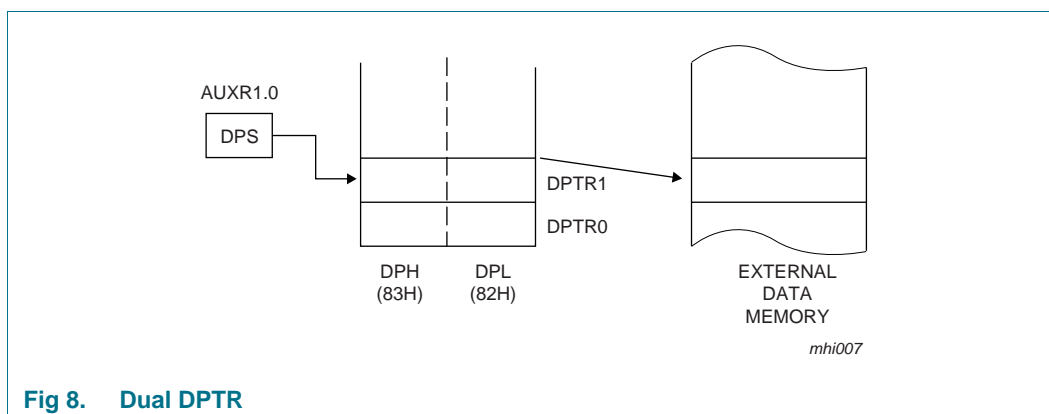 AUXR1.0
DPS
DPTR1
DPTR0
DPH
(83H)
DPL
(82H)
EXTERNAL
DATA
MEMORY
mhi007
Fig 8. Dual DPTR